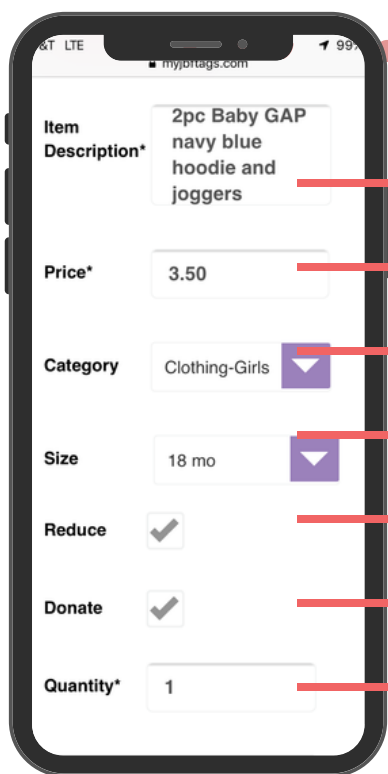 &T LTE 99%
myjbftags.com
Item
Description*
2pc Baby GAP
navy blue
hoodie and
joggers
Price*
3.50
Category
Clothing-Girls
Size
18 mo
Reduce
Donate
Quantity*
1